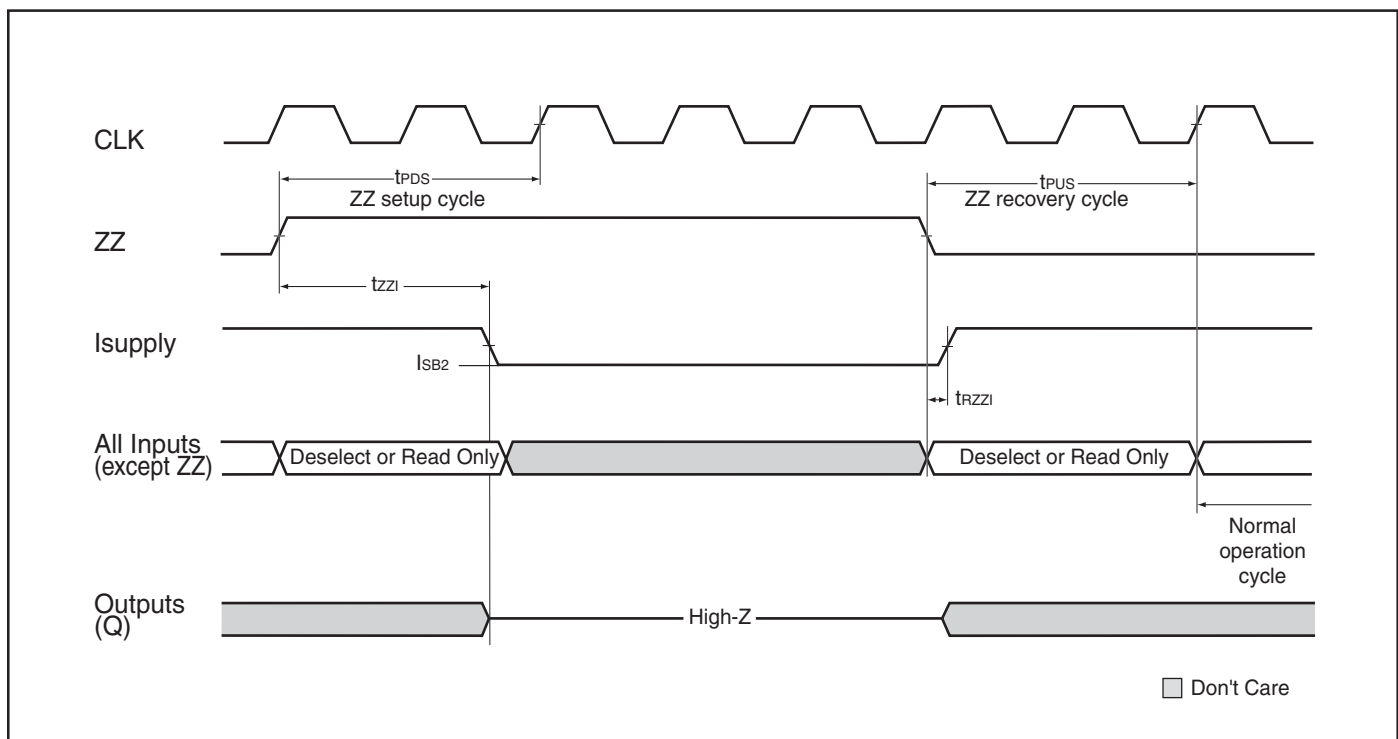 CLK
tPDS
ZZ setup cycle
tPUS
ZZ recovery cycle
ZZ
tZZI
Isupply
ISB2
tRZZI
All Inputs
(except ZZ)
Deselect or Read Only
Deselect or Read Only
Normal
operation
cycle
Outputs
(Q)
High-Z
Don't Care